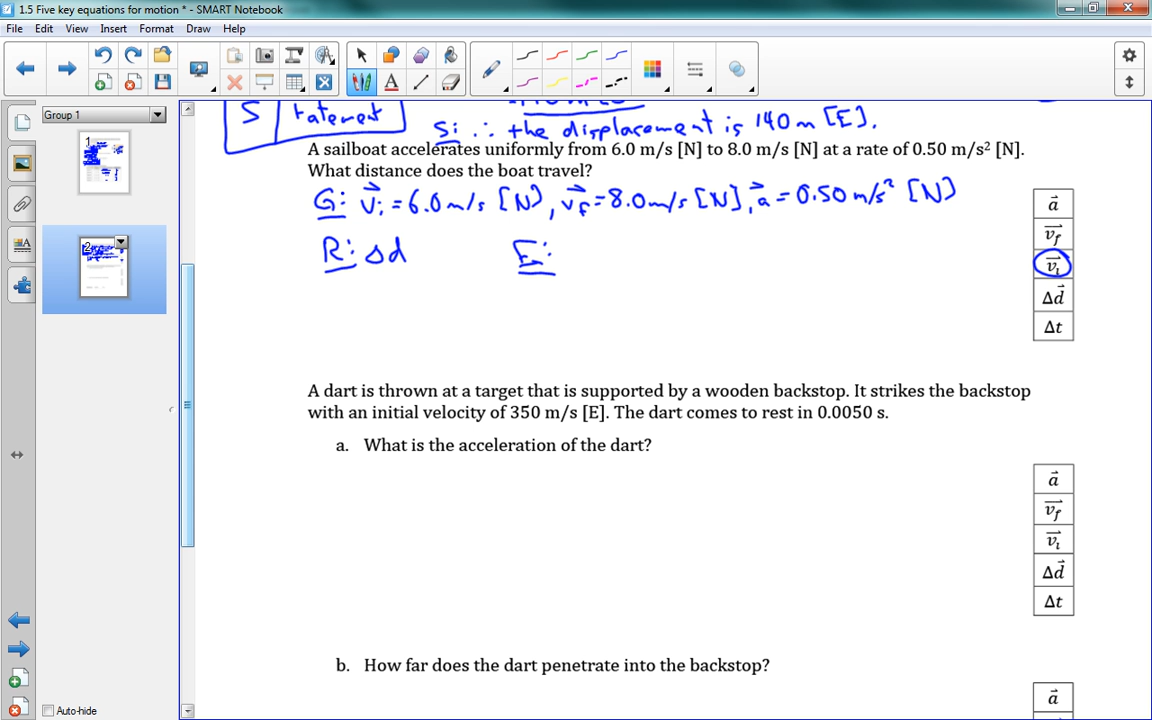 1.5 Five key equations for motion * - SMART Notebook
File Edit View Insert Format Draw Help
Group 1
1
2
S tatement
S: ∴ the displacement is 140 m [E].
A sailboat accelerates uniformly from 6.0 m/s [N] to 8.0 m/s [N] at a rate of 0.50 m/s² [N].
What distance does the boat travel?
G: v⃗i = 6.0 m/s [N], v⃗f = 8.0 m/s [N], a⃗ = 0.50 m/s² [N]
R: Δd E:
a⃗
v⃗f
v⃗i
Δd⃗
Δt
A dart is thrown at a target that is supported by a wooden backstop. It strikes the backstop
with an initial velocity of 350 m/s [E]. The dart comes to rest in 0.0050 s.
a. What is the acceleration of the dart?
a⃗
v⃗f
v⃗i
Δd⃗
Δt
b. How far does the dart penetrate into the backstop?
a⃗
Auto-hide